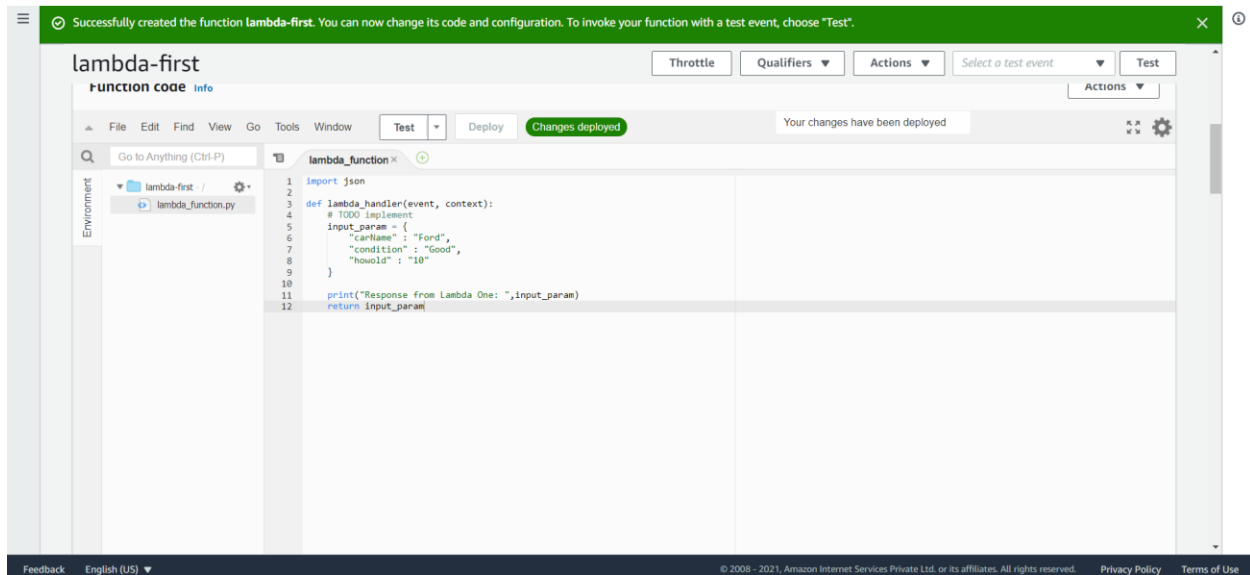 Successfully created the function lambda-first. You can now change its code and configuration. To invoke your function with a test event, choose "Test".
lambda-first
Throttle
Qualifiers ▼
Actions ▼
Select a test event ▼
Test
Function code Info
Actions ▼
File Edit Find View Go Tools Window
Test
Deploy
Changes deployed
Your changes have been deployed
Go to Anything (Ctrl-P)
lambda_function ×
Environment
lambda-first - /
lambda_function.py
1 import json
2
3 def lambda_handler(event, context):
4     # TODO implement
5     input_param = {
6         "carName" : "Ford",
7         "condition" : "Good",
8         "howold" : "10"
9     }
10
11     print("Response from Lambda One: ",input_param)
12     return input_param
Feedback English (US) ▼
© 2008 - 2021, Amazon Internet Services Private Ltd. or its affiliates. All rights reserved. Privacy Policy Terms of Use